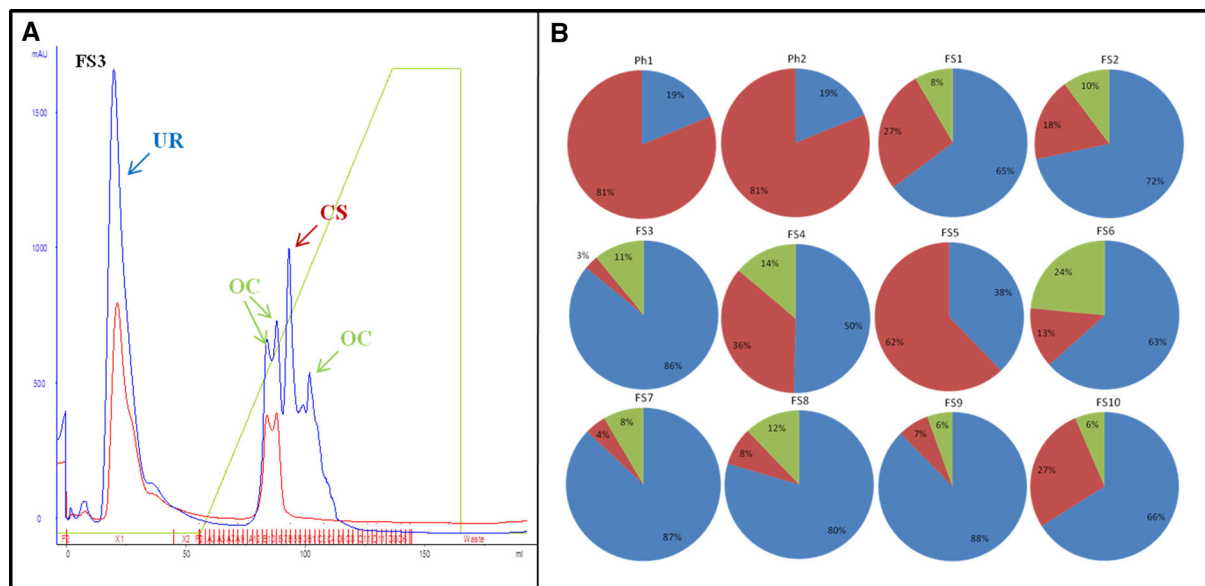 A
mAU
FS3
1500
UR
1000
CS
OC
OC
500
0
X1
X2
Waste
0
50
100
150
ml
B
Ph1
19%
81%
Ph2
19%
81%
FS1
8%
27%
65%
FS2
10%
18%
72%
FS3
3%
11%
86%
FS4
14%
36%
50%
FS5
38%
62%
FS6
24%
13%
63%
FS7
8%
4%
87%
FS8
12%
8%
80%
FS9
6%
7%
88%
FS10
6%
27%
66%